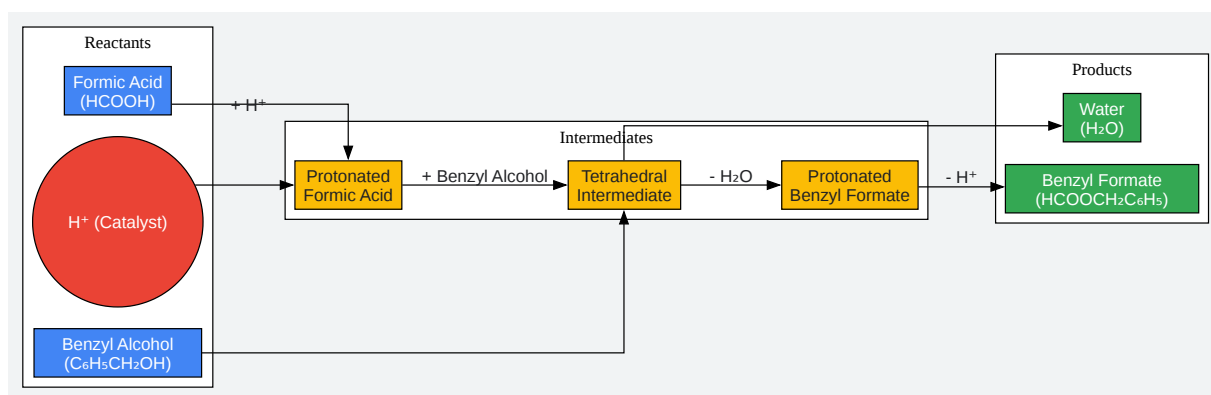 Reactants
Formic Acid
(HCOOH)
+ H⁺
H⁺ (Catalyst)
Benzyl Alcohol
(C₆H₅CH₂OH)
Intermediates
Protonated
Formic Acid
+ Benzyl Alcohol
Tetrahedral
Intermediate
- H₂O
Protonated
Benzyl Formate
- H⁺
Products
Water
(H₂O)
Benzyl Formate
(HCOOCH₂C₆H₅)